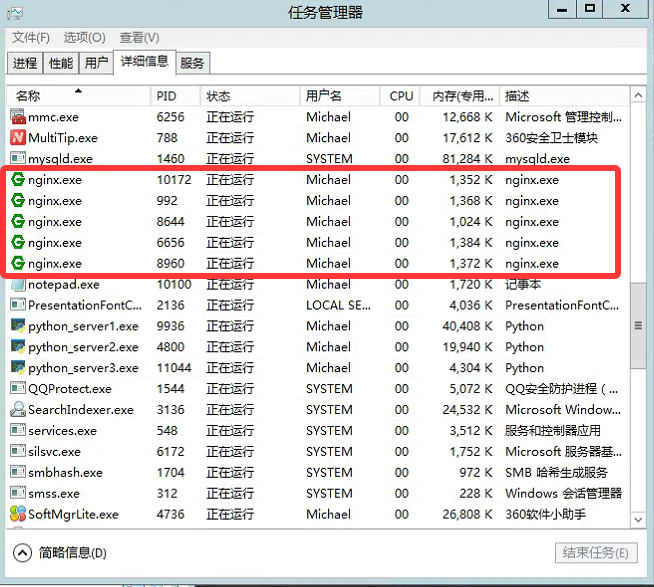 任务管理器
文件(F) 选项(O) 查看(V)
进程 性能 用户 详细信息 服务
名称 PID 状态 用户名 CPU 内存(专用... 描述
mmc.exe 6256 正在运行 Michael 00 12,668 K Microsoft 管理控制...
MultiTip.exe 788 正在运行 Michael 00 17,612 K 360安全卫士模块
mysqld.exe 1460 正在运行 SYSTEM 00 81,284 K mysqld.exe
nginx.exe 10172 正在运行 Michael 00 1,352 K nginx.exe
nginx.exe 992 正在运行 Michael 00 1,368 K nginx.exe
nginx.exe 8644 正在运行 Michael 00 1,024 K nginx.exe
nginx.exe 6656 正在运行 Michael 00 1,384 K nginx.exe
nginx.exe 8960 正在运行 Michael 00 1,372 K nginx.exe
notepad.exe 10100 正在运行 Michael 00 1,720 K 记事本
PresentationFontC... 2136 正在运行 LOCAL SE... 00 4,036 K PresentationFontC...
python_server1.exe 9936 正在运行 Michael 00 40,408 K Python
python_server2.exe 4800 正在运行 Michael 00 19,940 K Python
python_server3.exe 11044 正在运行 Michael 00 4,304 K Python
QQProtect.exe 1544 正在运行 SYSTEM 00 5,072 K QQ安全防护进程（...
SearchIndexer.exe 3136 正在运行 SYSTEM 00 24,532 K Microsoft Window...
services.exe 548 正在运行 SYSTEM 00 3,512 K 服务和控制器应用
silsvc.exe 6172 正在运行 SYSTEM 00 1,752 K Microsoft 服务器基...
smbhash.exe 1704 正在运行 SYSTEM 00 972 K SMB 哈希生成服务
smss.exe 312 正在运行 SYSTEM 00 228 K Windows 会话管理器
SoftMgrLite.exe 4736 正在运行 Michael 00 26,808 K 360软件小助手
简略信息(D) 结束任务(E)